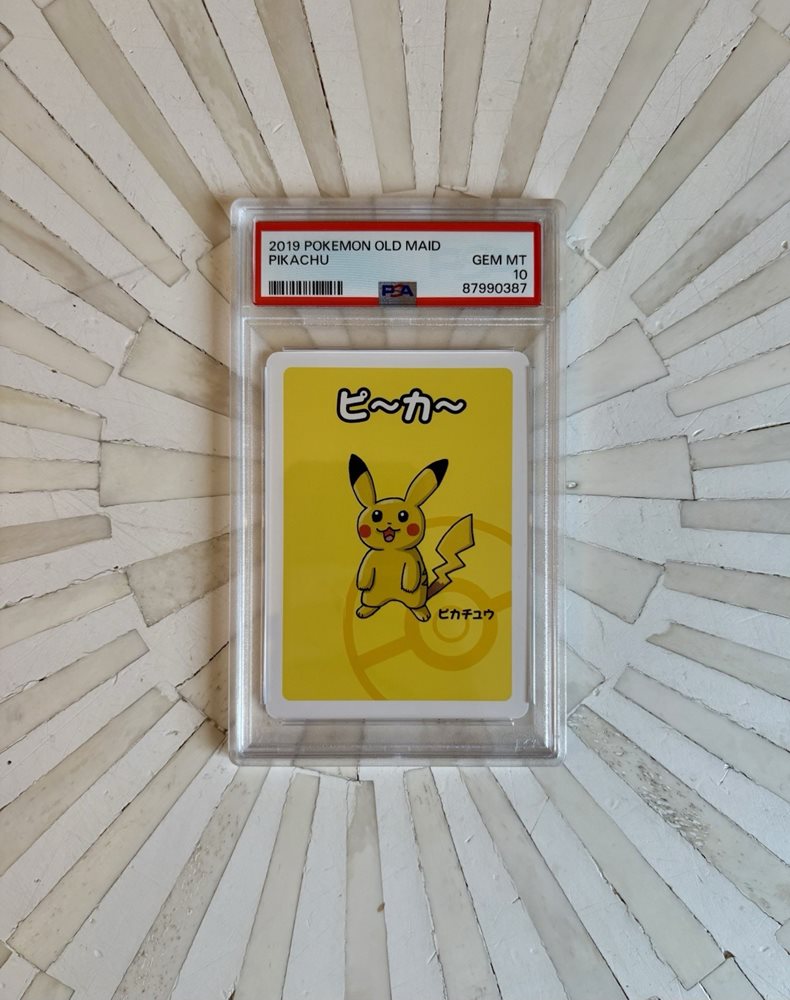 2019 POKEMON OLD MAID
PIKACHU GEM MT
10
PSA 87990387
ピ～カ～
ピカチュウ